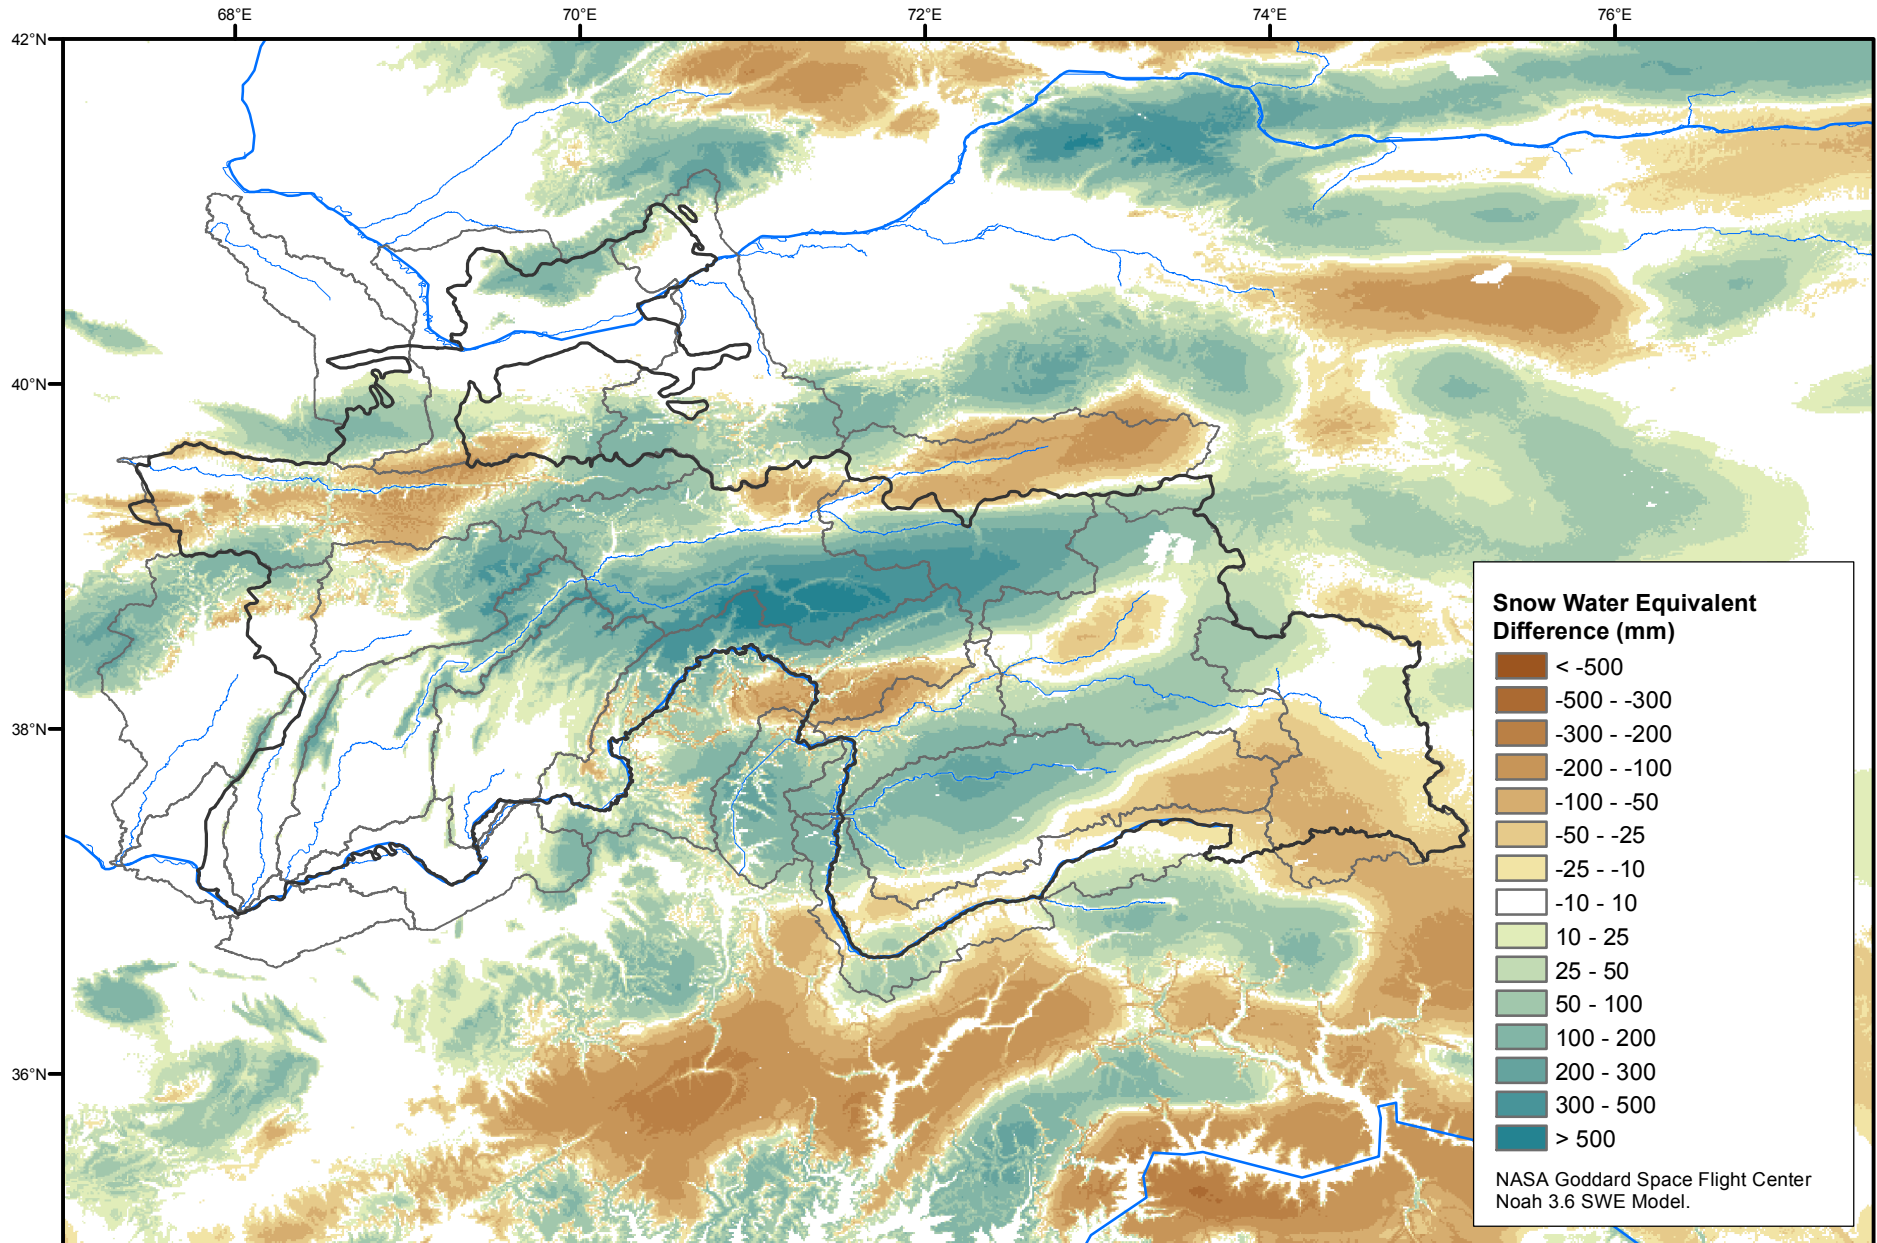 68°E
70°E
72°E
74°E
76°E
42°N
40°N
38°N
36°N
Snow Water Equivalent
Difference (mm)
< -500
-500 - -300
-300 - -200
-200 - -100
-100 - -50
-50 - -25
-25 - -10
-10 - 10
10 - 25
25 - 50
50 - 100
100 - 200
200 - 300
300 - 500
> 500
NASA Goddard Space Flight Center
Noah 3.6 SWE Model.